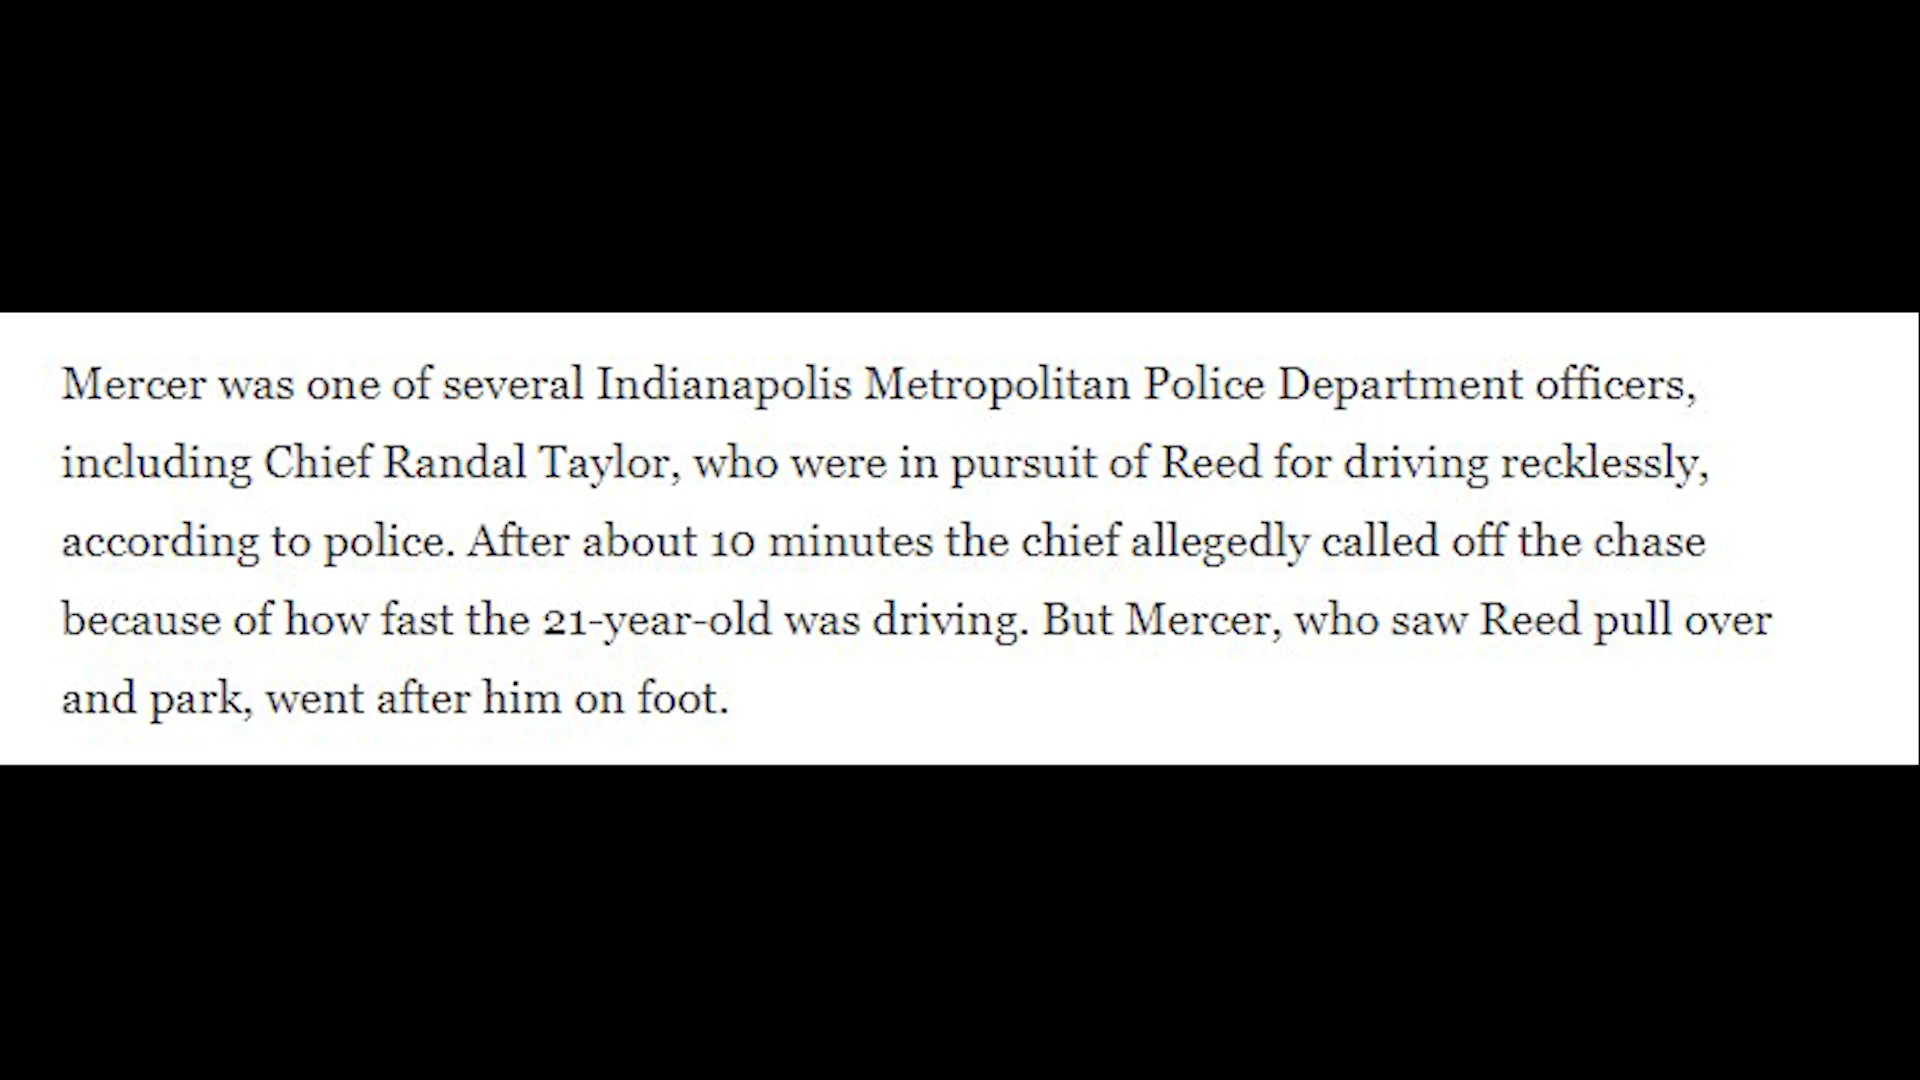 Mercer was one of several Indianapolis Metropolitan Police Department officers,
including Chief Randal Taylor, who were in pursuit of Reed for driving recklessly,
according to police. After about 10 minutes the chief allegedly called off the chase
because of how fast the 21-year-old was driving. But Mercer, who saw Reed pull over
and park, went after him on foot.